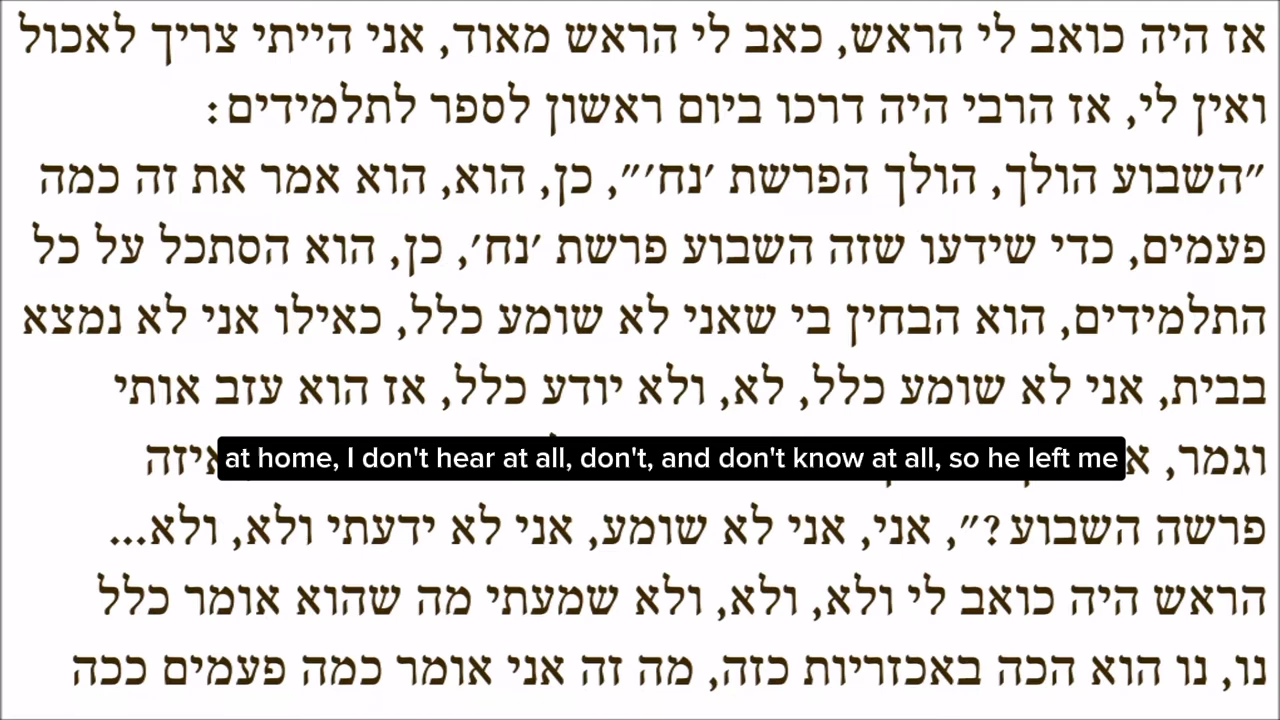 אז היה כואב לי הראש, כאב לי הראש מאוד, אני הייתי צריך לאכול
ואין לי, אז הרבי היה דרכו ביום ראשון לספר לתלמידים:
"השבוע הולך, הולך הפרשת 'נח'", כן, הוא, הוא אמר את זה כמה
פעמים, כדי שידעו שזה השבוע פרשת 'נח', כן, הוא הסתכל על כל
התלמידים, הוא הבחין בי שאני לא שומע כלל, כאילו אני לא נמצא
בבית, אני לא שומע כלל, לא, ולא יודע כלל, אז הוא עזב אותי
at home, I don't hear at all, don't, and don't know at all, so he left me
וגמר, איזה
פרשה השבוע?", אני, אני לא שומע, אני לא ידעתי ולא, ולא...
הראש היה כואב לי ולא, ולא, ולא שמעתי מה שהוא אומר כלל
נו, נו הוא הכה באכזריות כזה, מה זה אני אומר כמה פעמים ככה